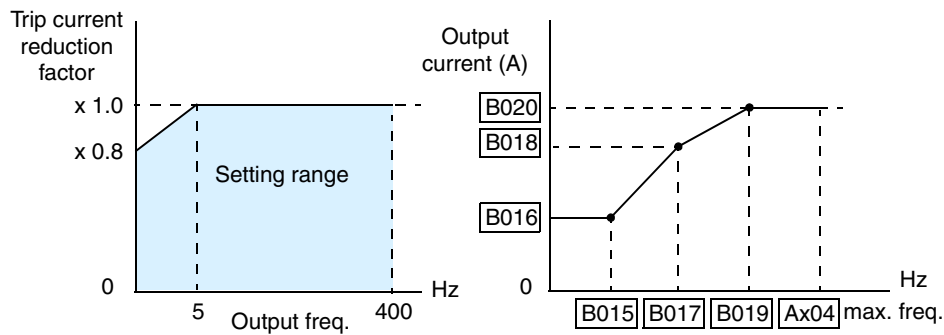 Trip current
reduction
factor
x 1.0
x 0.8
Setting range
0
5
400
Hz
Output freq.
Output
current (A)
B020
B018
B016
0
Hz
B015
B017
B019
Ax04
max. freq.